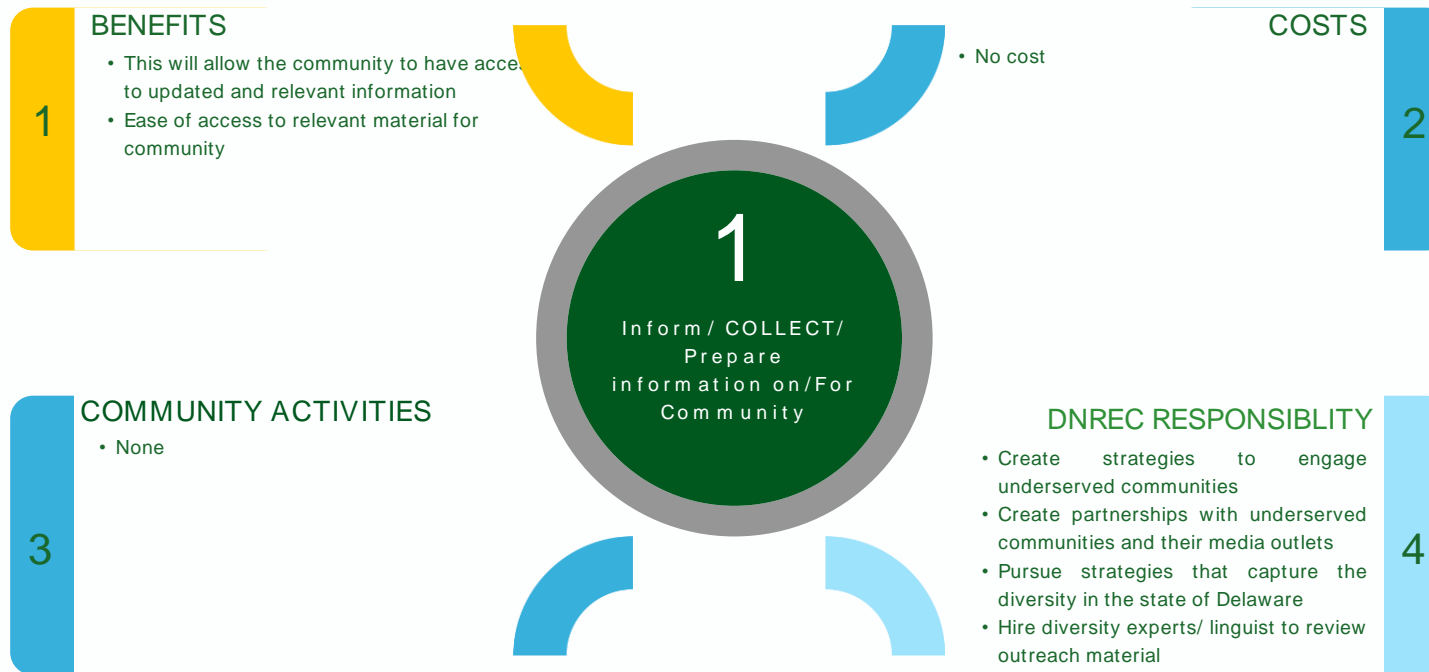 BENEFITS
• This will allow the community to have acce
to updated and relevant information
• Ease of access to relevant material for
community
1
COSTS
• No cost
2
1
Inform/ COLLECT/
Prepare
information on/For
Community
COMMUNITY ACTIVITIES
• None
3
DNREC RESPONSIBLITY
• Create strategies to engage
underserved communities
• Create partnerships with underserved
communities and their media outlets
• Pursue strategies that capture the
diversity in the state of Delaware
• Hire diversity experts/ linguist to review
outreach material
4